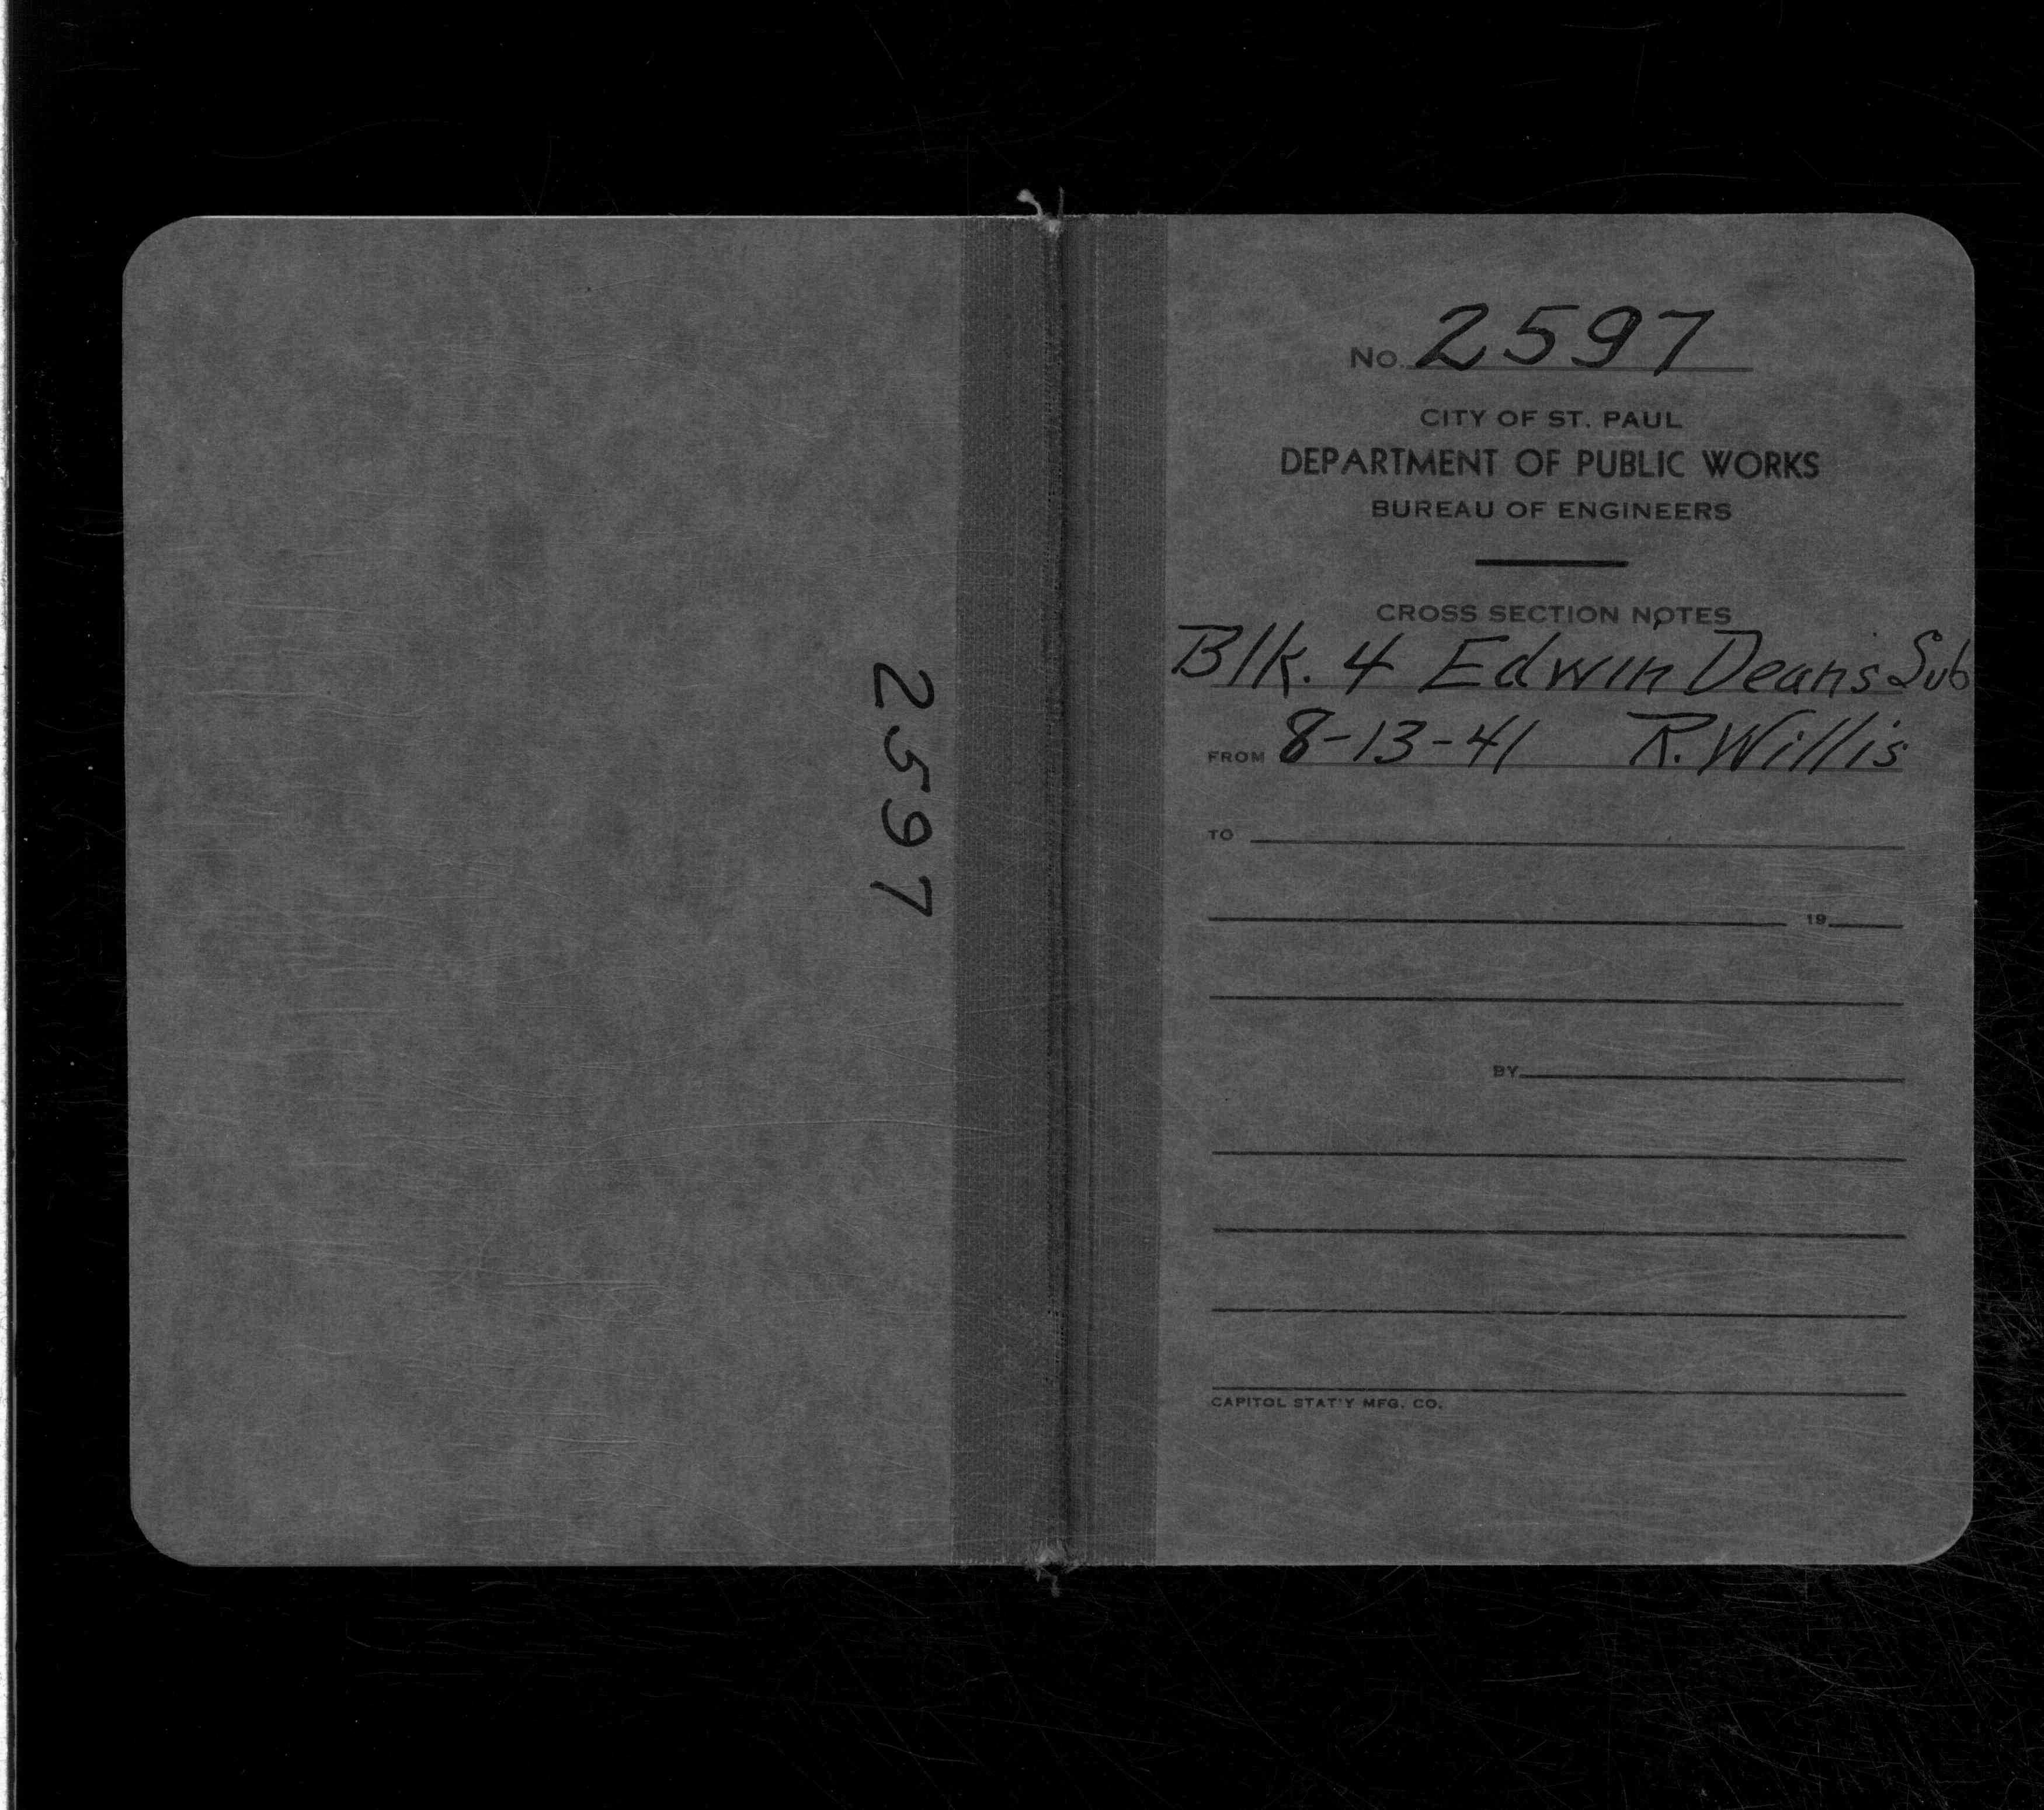 2597
No. 2597
CITY OF ST. PAUL
DEPARTMENT OF PUBLIC WORKS
BUREAU OF ENGINEERS
CROSS SECTION NOTES
Blk. 4 Edwin Dean's Sub
FROM 8-13-41 R. Willis
TO
19
BY
CAPITOL STAT'Y MFG. CO.